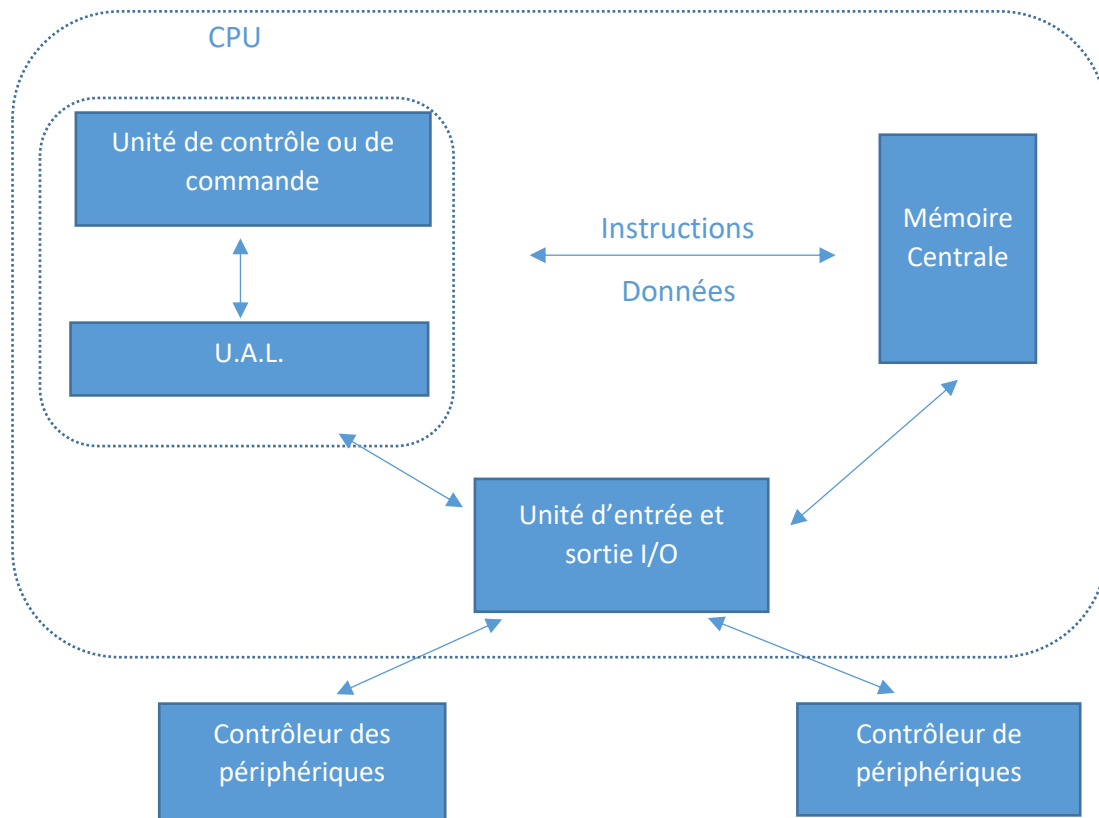 CPU
Unité de contrôle ou de
commande
Instructions
Données
Mémoire
Centrale
U.A.L.
Unité d’entrée et
sortie I/O
Contrôleur des
périphériques
Contrôleur de
périphériques